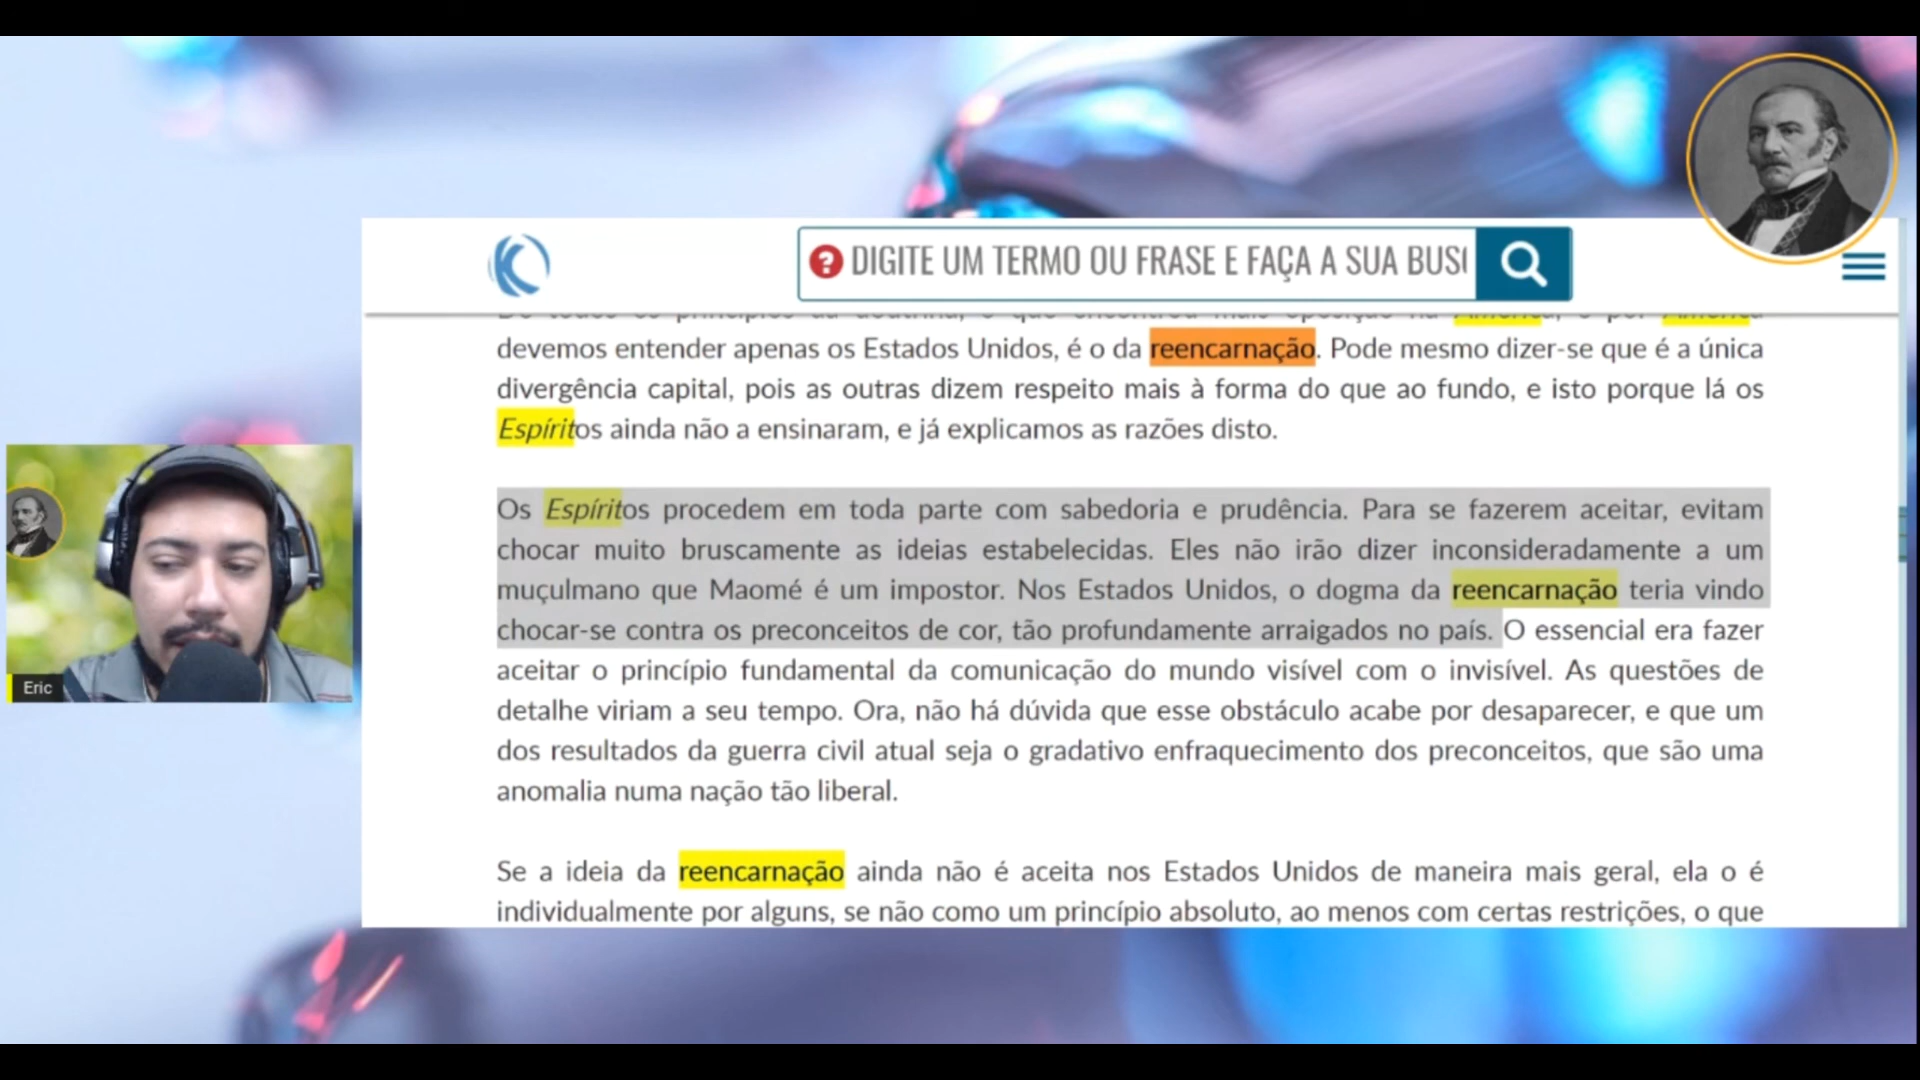 DIGITE UM TERMO OU FRASE E FAÇA A SUA BUS
devemos entender apenas os Estados Unidos, é o da reencarnação. Pode mesmo dizer-se que é a única
divergência capital, pois as outras dizem respeito mais à forma do que ao fundo, e isto porque lá os
Espíritos ainda não a ensinaram, e já explicamos as razões disto.
Os Espíritos procedem em toda parte com sabedoria e prudência. Para se fazerem aceitar, evitam
chocar muito bruscamente as ideias estabelecidas. Eles não irão dizer inconsideradamente a um
muçulmano que Maomé é um impostor. Nos Estados Unidos, o dogma da reencarnação teria vindo
chocar-se contra os preconceitos de cor, tão profundamente arraigados no país. O essencial era fazer
aceitar o princípio fundamental da comunicação do mundo visível com o invisível. As questões de
detalhe viriam a seu tempo. Ora, não há dúvida que esse obstáculo acabe por desaparecer, e que um
dos resultados da guerra civil atual seja o gradativo enfraquecimento dos preconceitos, que são uma
anomalia numa nação tão liberal.
Se a ideia da reencarnação ainda não é aceita nos Estados Unidos de maneira mais geral, ela o é
individualmente por alguns, se não como um princípio absoluto, ao menos com certas restrições, o que
Eric